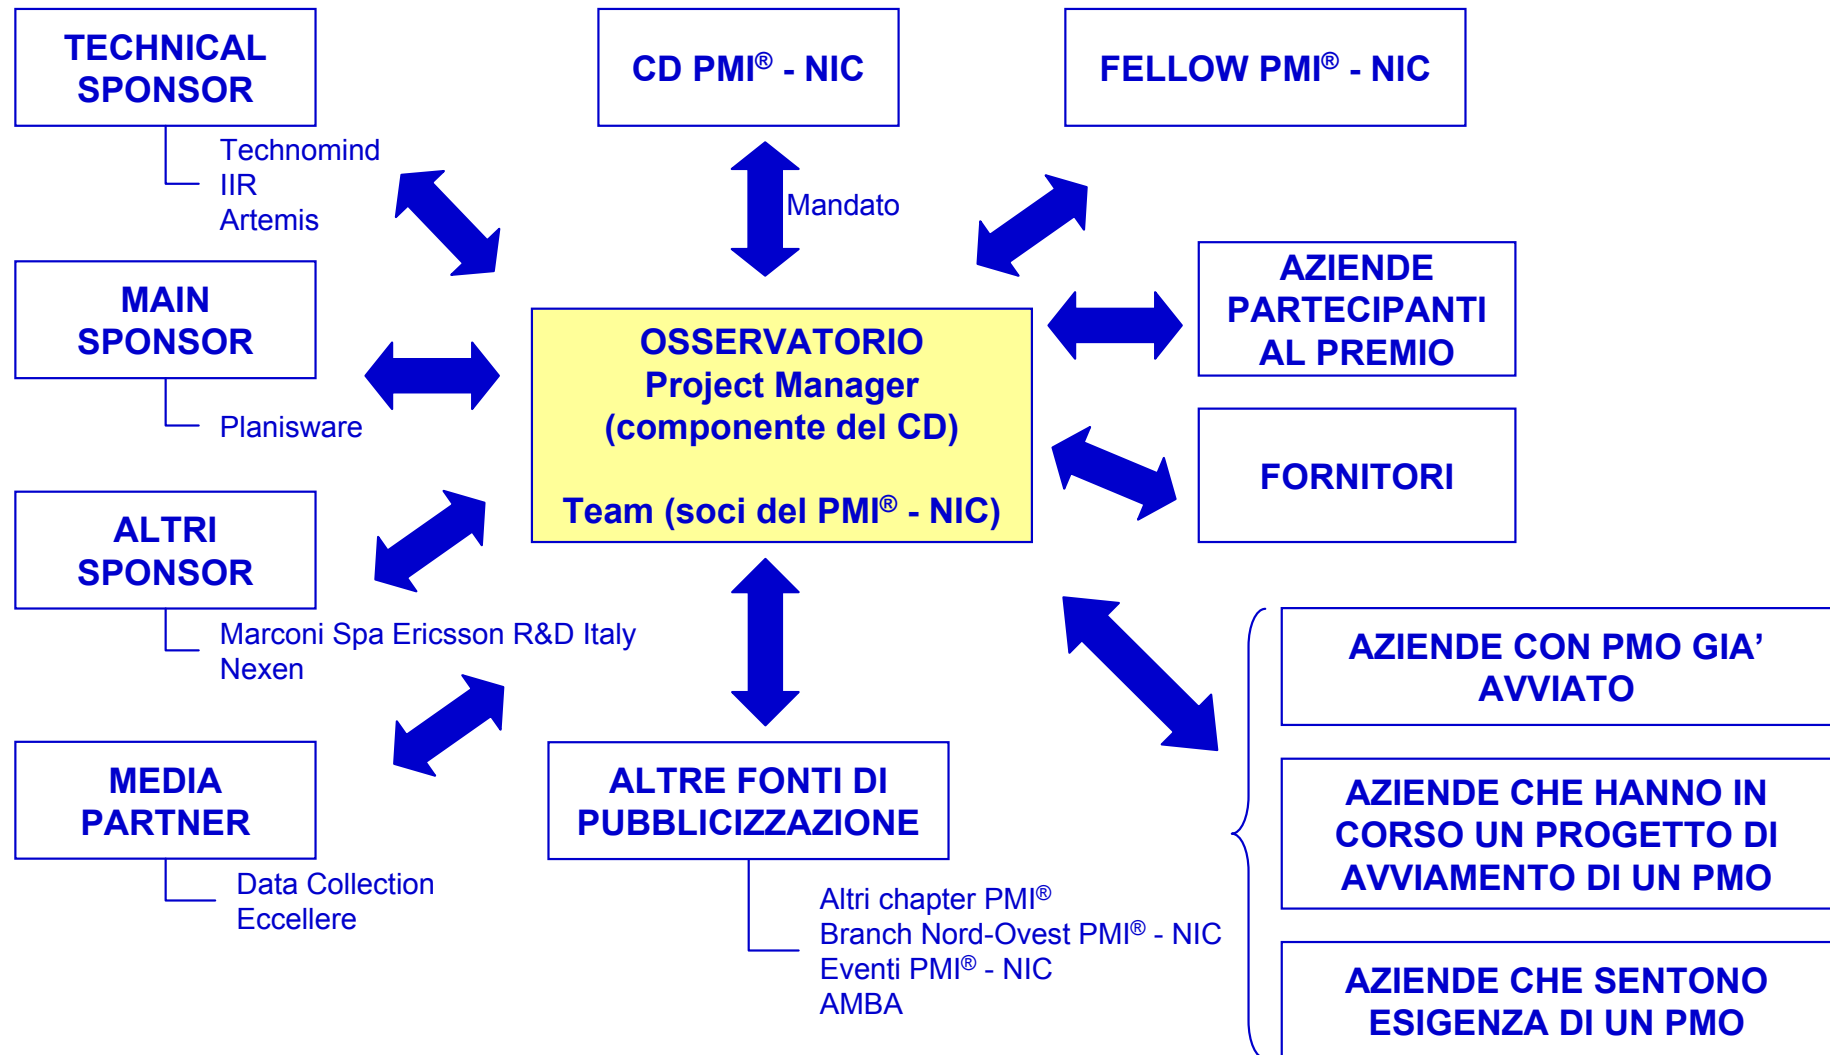 TECHNICAL
SPONSOR
Technomind
IIR
Artemis
CD PMI® - NIC
Mandato
FELLOW PMI® - NIC
MAIN
SPONSOR
Planisware
OSSERVATORIO
Project Manager
(componente del CD)
Team (soci del PMI® - NIC)
AZIENDE
PARTECIPANTI
AL PREMIO
FORNITORI
ALTRI
SPONSOR
Marconi Spa Ericsson R&D Italy
Nexen
MEDIA
PARTNER
Data Collection
Eccellere
ALTRE FONTI DI
PUBBLICIZZAZIONE
Altri chapter PMI®
Branch Nord-Ovest PMI® - NIC
Eventi PMI® - NIC
AMBA
AZIENDE CON PMO GIA’
AVVIATO
AZIENDE CHE HANNO IN
CORSO UN PROGETTO DI
AVVIAMENTO DI UN PMO
AZIENDE CHE SENTONO
ESIGENZA DI UN PMO